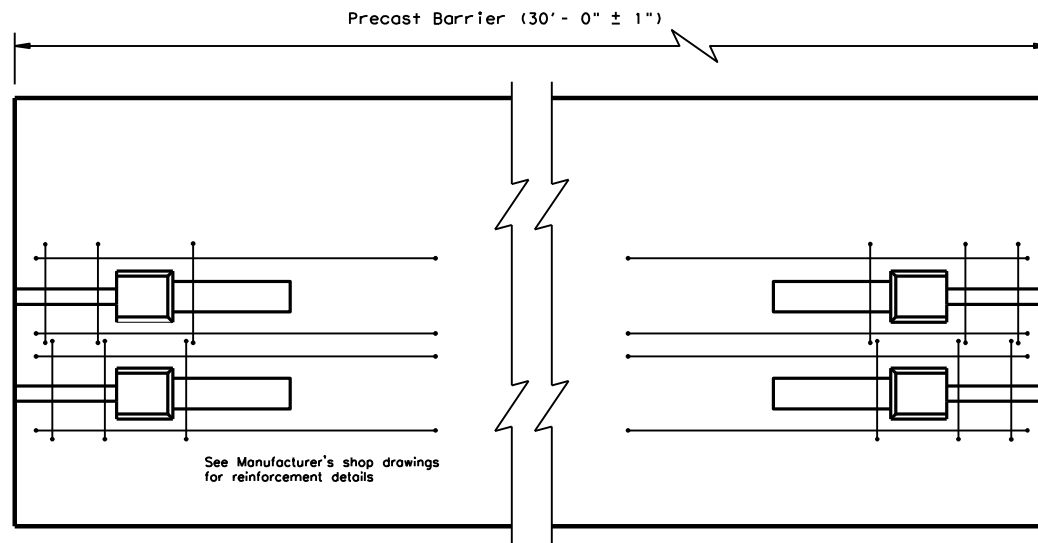 Precast Barrier (30'- 0" ± 1")
See Manufacturer's shop drawings
for reinforcement details